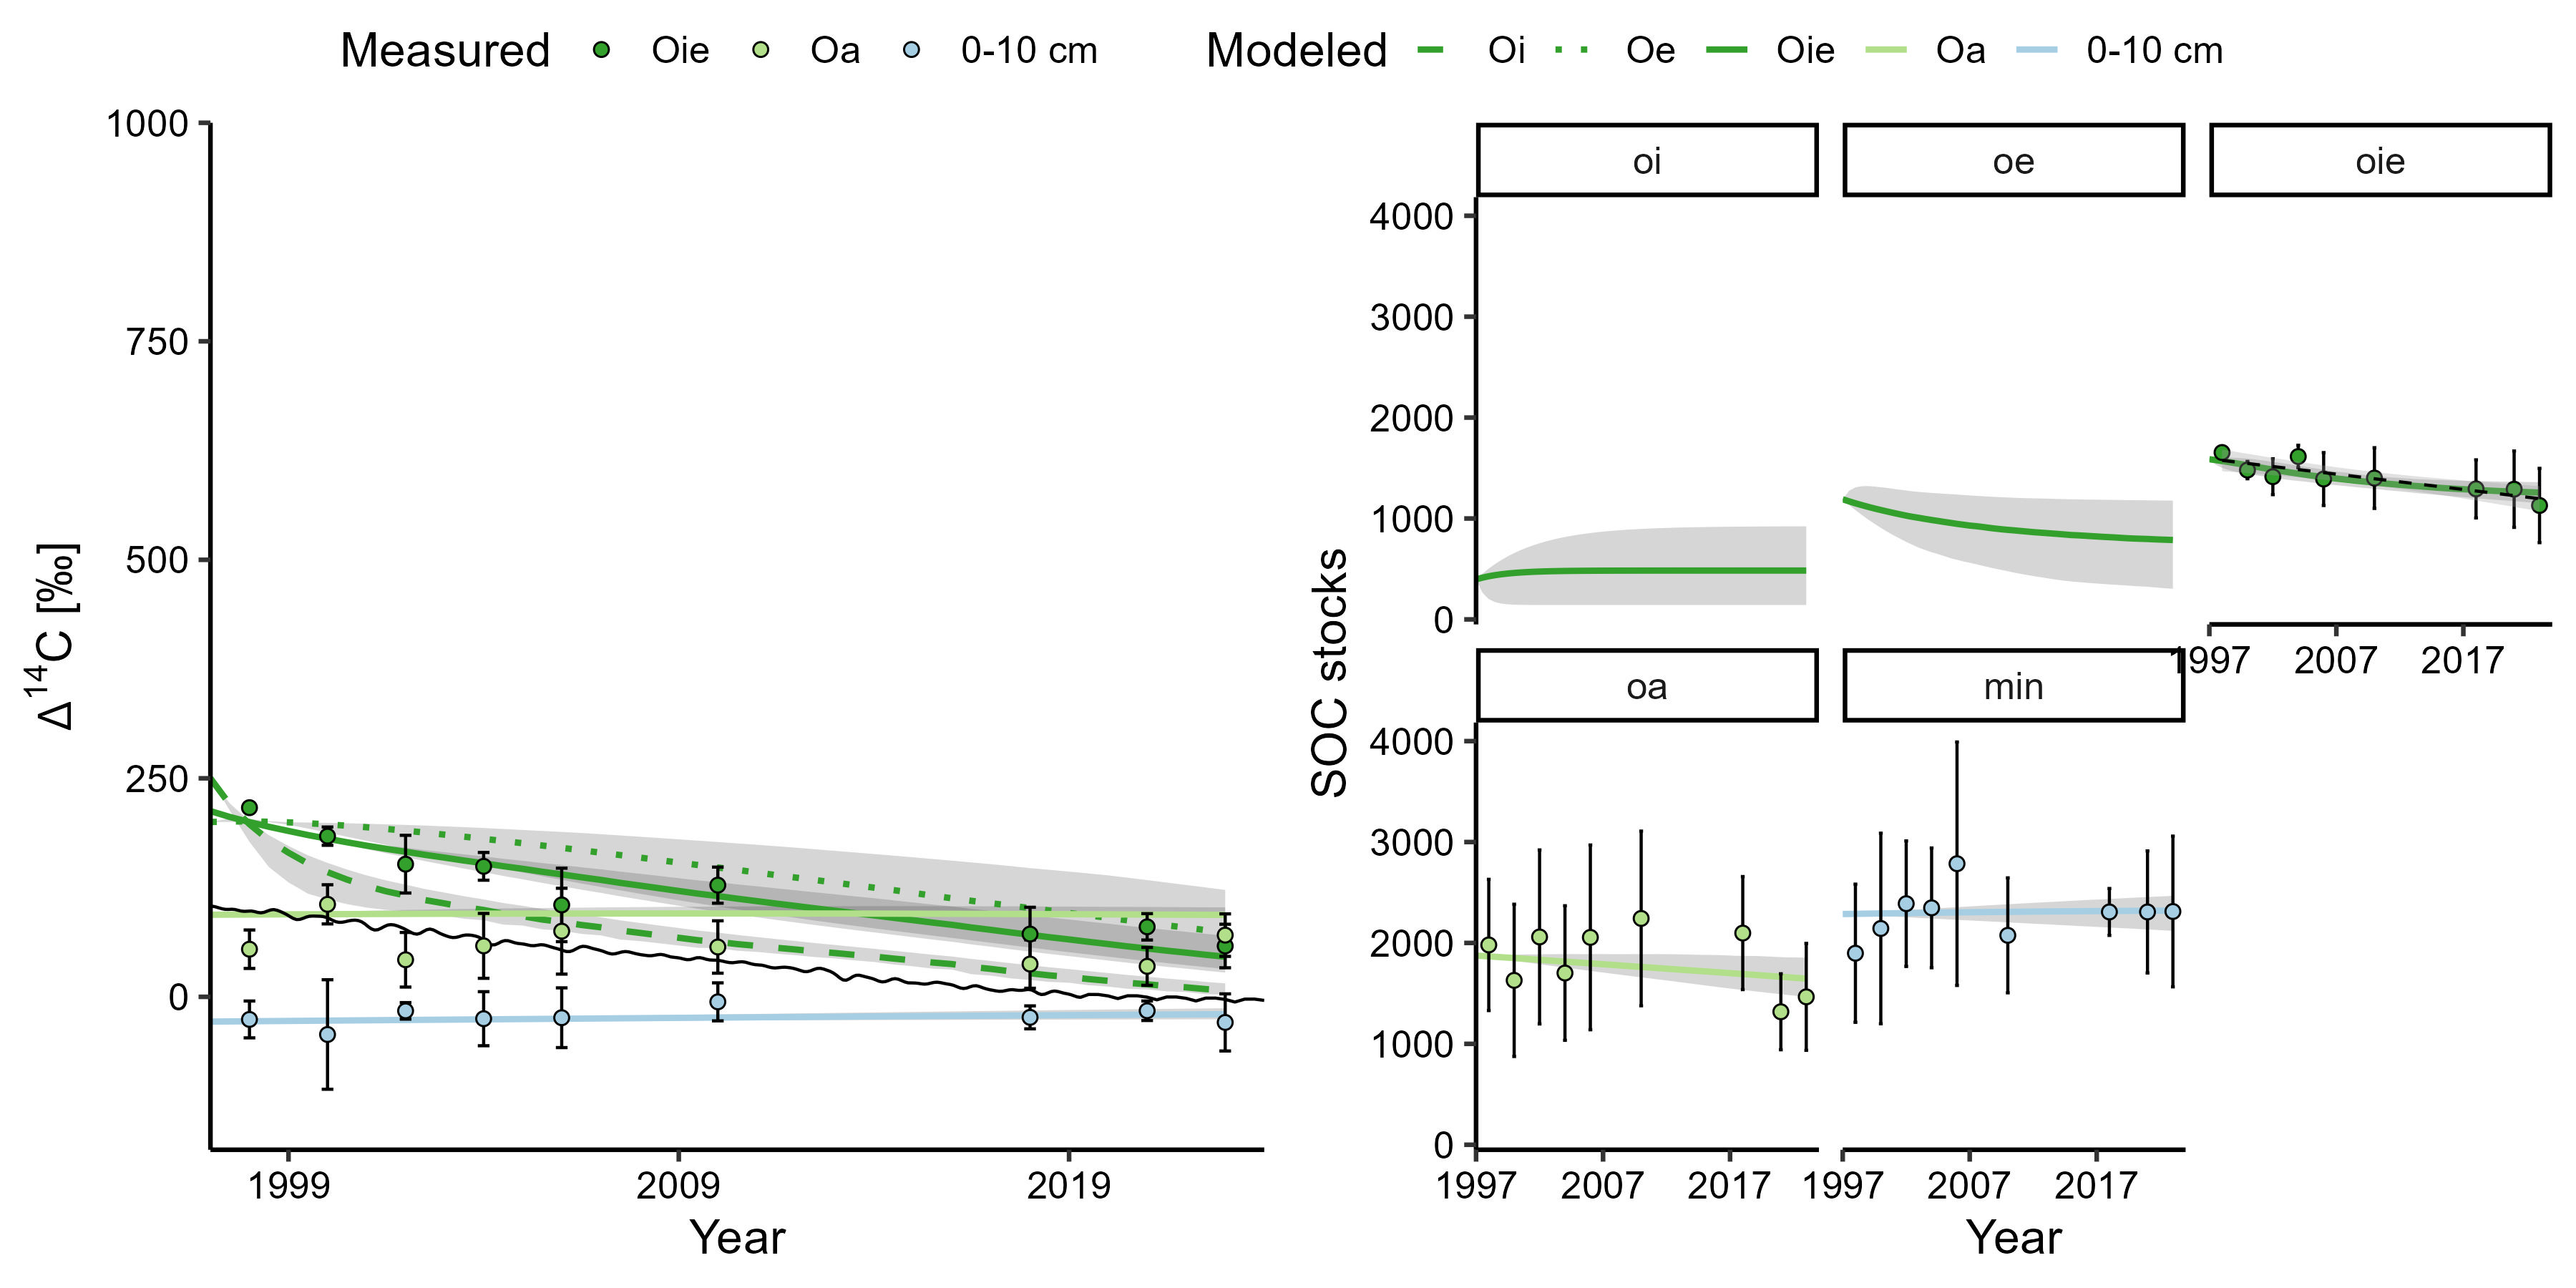 Measured Oie Oa 0-10 cm Modeled Oi Oe Oie Oa 0-10 cm
1000
750
500
250
0
Δ¹⁴C [‰]
1999 2009 2019
Year
oi oe oie
4000
3000
2000
1000
0
1997 2007 2017
SOC stocks
oa min
4000
3000
2000
1000
0
1997 2007 2017 1997 2007 2017
Year